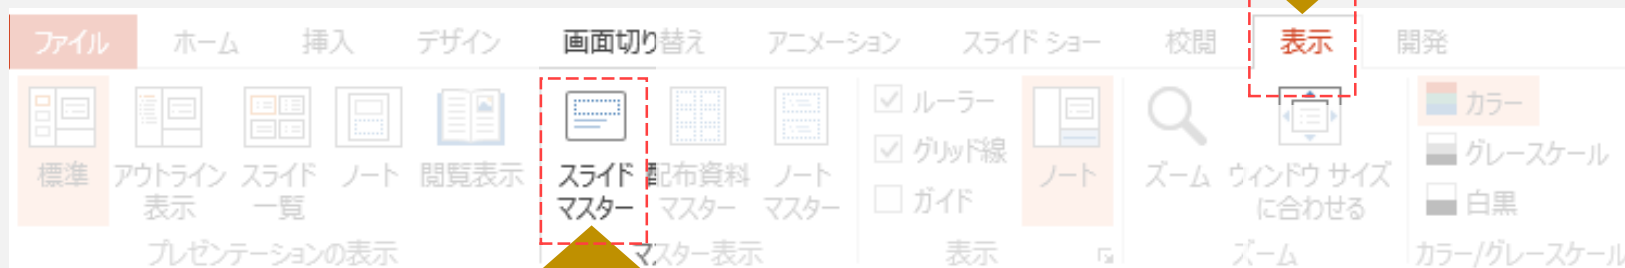 ファイル ホーム 挿入 デザイン 画面切り替え アニメーション スライド ショー 校閲 表示 開発
標準 アウトライン表示 スライド一覧 ノート 閲覧表示 スライドマスター 配布資料マスター ノートマスター
ルーラー
グリッド線
ガイド
ノート ズーム ウィンドウ サイズに合わせる
カラー
グレースケール
白黒
プレゼンテーションの表示 マスター表示 表示 ズーム カラー/グレースケール